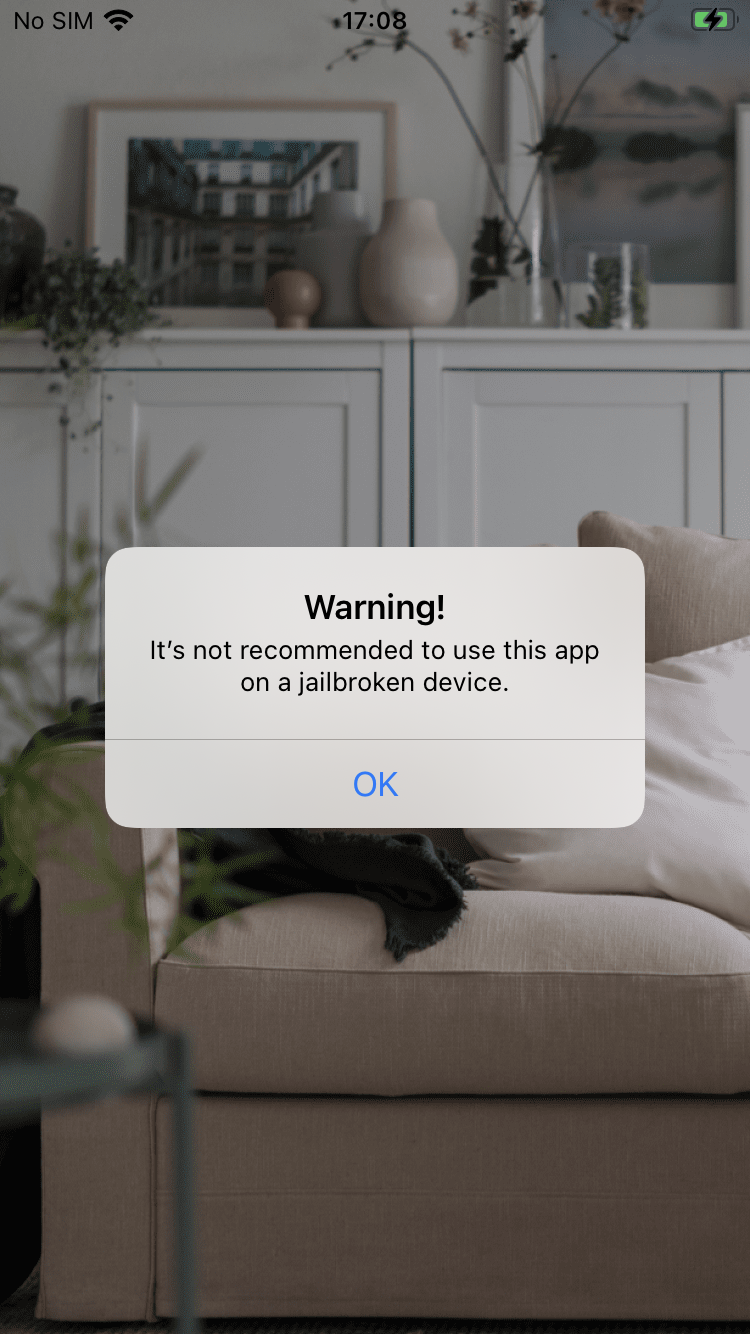 No SIM 17:08
Warning!
It’s not recommended to use this app
on a jailbroken device.
OK